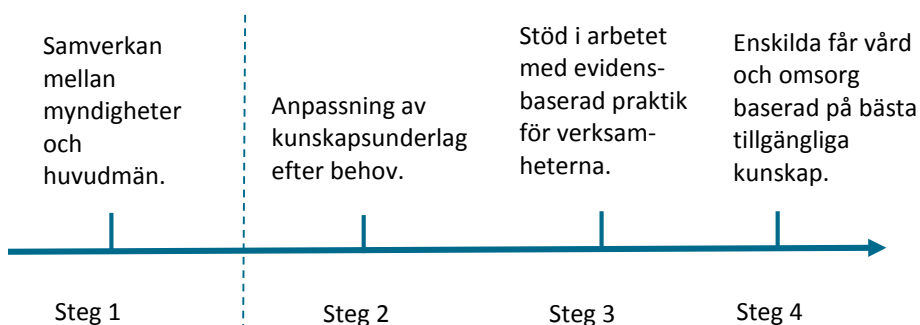 Samverkan
mellan
myndigheter
och
huvudmän.
Anpassning av
kunskapsunderlag
efter behov.
Stöd i arbetet
med evidens-
baserad praktik
för verksam-
heterna.
Enskilda får vård
och omsorg
baserad på bästa
tillgängliga
kunskap.
Steg 1
Steg 2
Steg 3
Steg 4